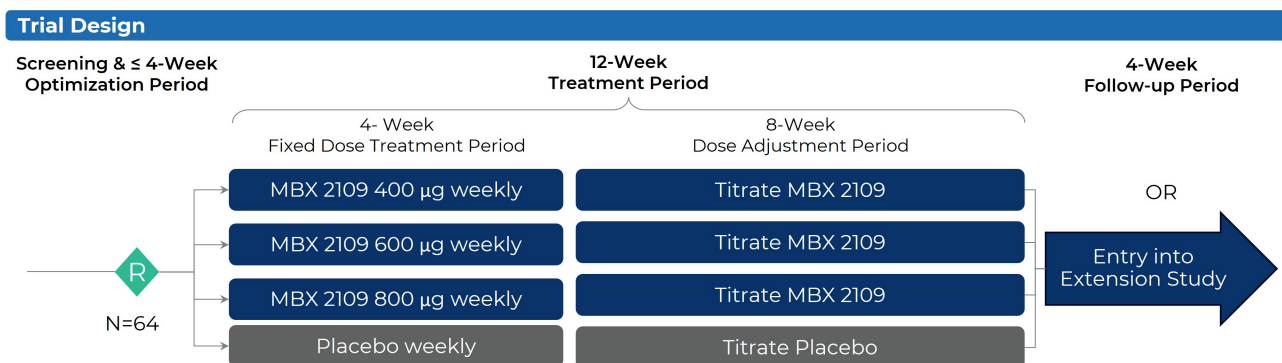 Trial Design
Screening & ≤ 4-Week
Optimization Period
12-Week
Treatment Period
4-Week
Follow-up Period
4- Week
Fixed Dose Treatment Period
8-Week
Dose Adjustment Period
MBX 2109 400 μg weekly
Titrate MBX 2109
OR
MBX 2109 600 μg weekly
Titrate MBX 2109
R
Entry into
Extension Study
MBX 2109 800 μg weekly
Titrate MBX 2109
N=64
Placebo weekly
Titrate Placebo